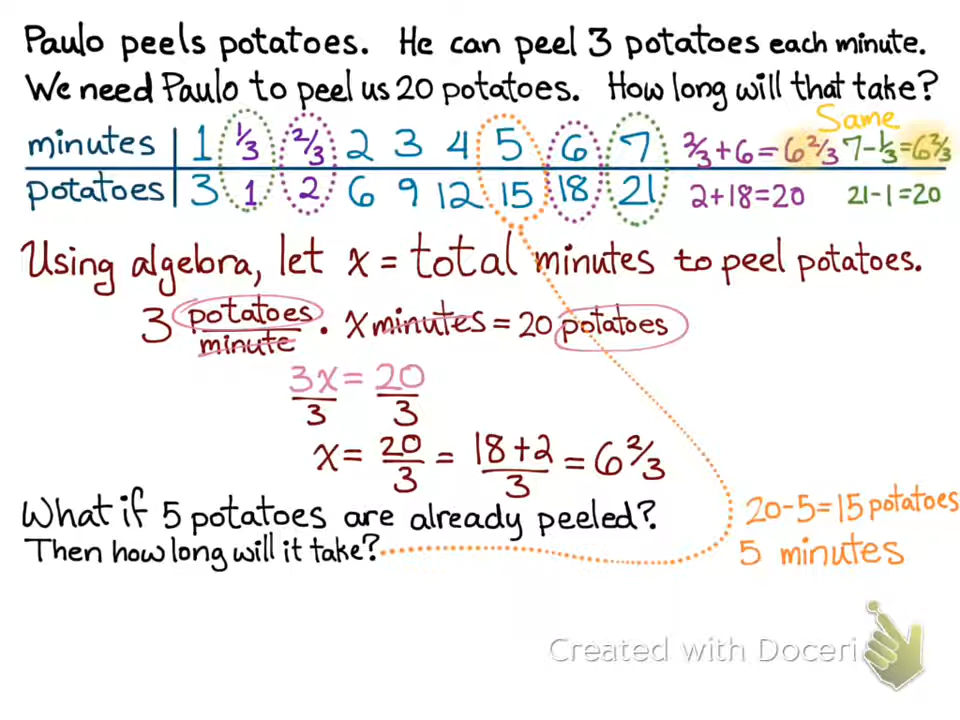 Paulo peels potatoes. He can peel 3 potatoes each minute.
We need Paulo to peel us 20 potatoes. How long will that take?
Same
minutes 1 1/3 2/3 2 3 4 5 6 7 2/3+6=6 2/3 7-1/3=6 2/3
potatoes 3 1 2 6 9 12 15 18 21 2+18=20 21-1=20
Using algebra, let x = total minutes to peel potatoes.
3 potatoes/minute · x minutes = 20 potatoes
3x = 20
3 3
x = 20/3 = 18+2/3 = 6 2/3
What if 5 potatoes are already peeled?
Then how long will it take?
20-5=15 potatoes
5 minutes
Created with Doceri